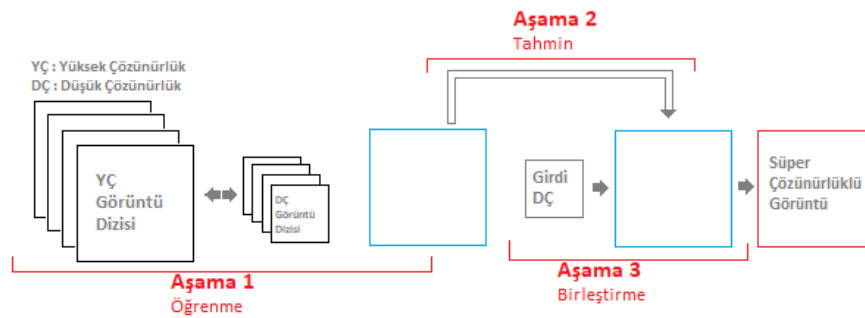 Aşama 2
Tahmin
YÇ : Yüksek Çözünürlük
DÇ : Düşük Çözünürlük
YÇ
Görüntü
Dizisi
DÇ
Görüntü
Dizisi
Girdi
DÇ
Süper
Çözünürlüklü
Görüntü
Aşama 1
Öğrenme
Aşama 3
Birleştirme